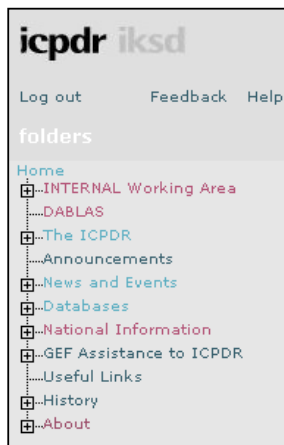 icpdr iksd
Log out Feedback Help
folders
Home
INTERNAL Working Area
DABLAS
The ICPDR
Announcements
News and Events
Databases
National Information
GEF Assistance to ICPDR
Useful Links
History
About